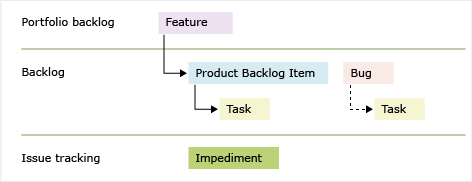 Portfolio backlog
Feature
Backlog
Product Backlog Item
Bug
Task
Task
Issue tracking
Impediment